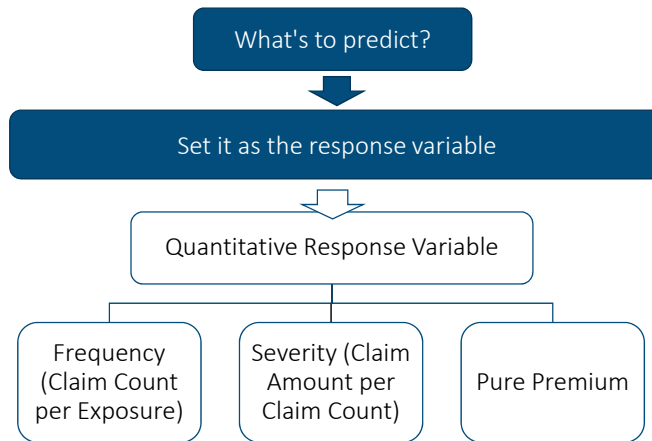 What's to predict?
Set it as the response variable
Quantitative Response Variable
Frequency
(Claim Count
per Exposure)
Severity (Claim
Amount per
Claim Count)
Pure Premium